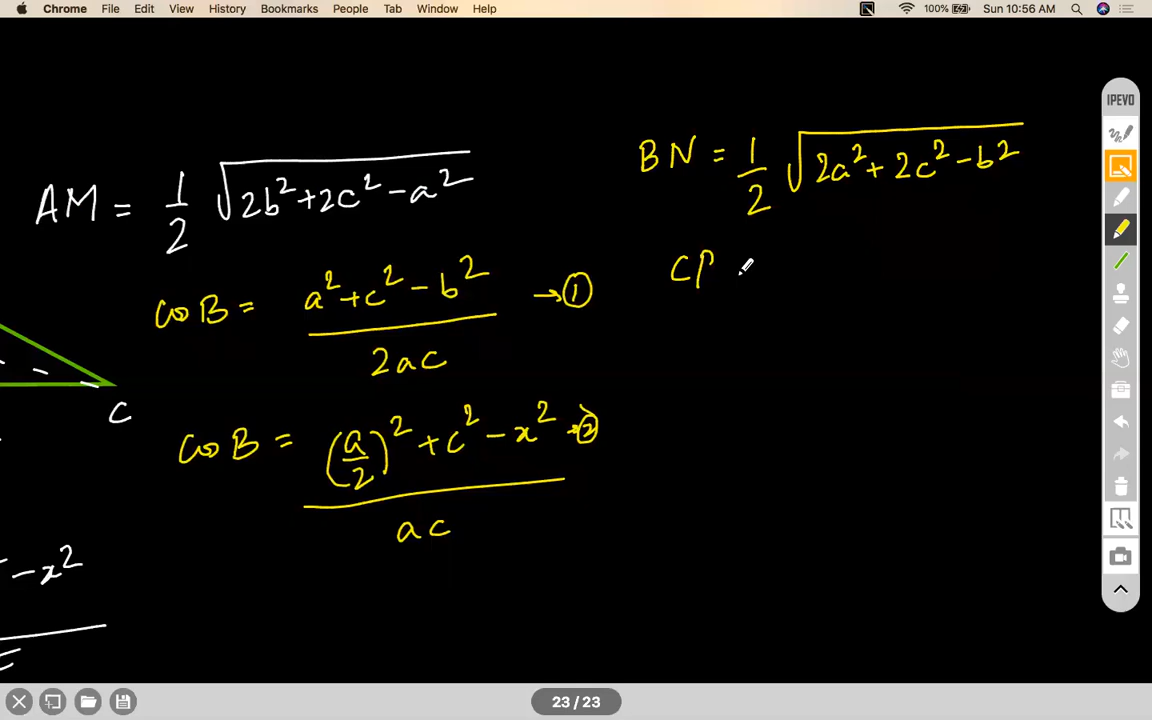 Chrome File Edit View History Bookmarks People Tab Window Help 100% Sun 10:56 AM
IPEVO
AM = 1/2 √(2b²+2c²-a²)
BN = 1/2 √(2a²+2c²-b²)
cos B = (a²+c²-b²)/(2ac) →①
CP
C
cos B = ((a/2)²+c²-x²)/(ac) →②
-x²
23 / 23